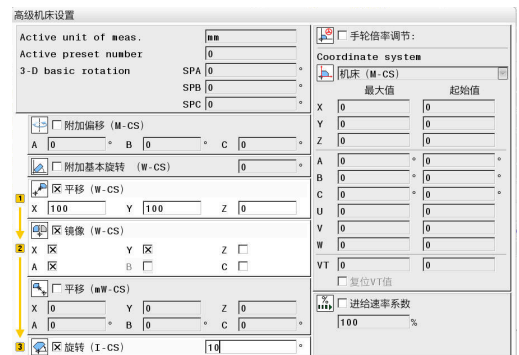 高级机床设置
Active unit of meas. mm
Active preset number 0
3-D basic rotation SPA 0 °
SPB 0 °
SPC 0 °
附加偏移 (M-CS)
A 0 ° B 0 ° C 0 °
附加基本旋转 (W-CS) 0 °
1 平移 (W-CS)
X 100 Y 100 Z 0
镜像 (W-CS)
2 X Y Z
A B C
平移 (mW-CS)
X 0 Y 0 Z 0
A 0 ° B 0 ° C 0 °
3 旋转 (I-CS) 10 °
手轮倍率调节:
Coordinate system
机床 (M-CS)
最大值 起始值
X 0 0
Y 0 0
Z 0 0
A 0 ° 0 °
B 0 ° 0 °
C 0 ° 0 °
U 0 0
V 0 0
W 0 0
VT 0 0
复位VT值
% 进给速率系数
100 %